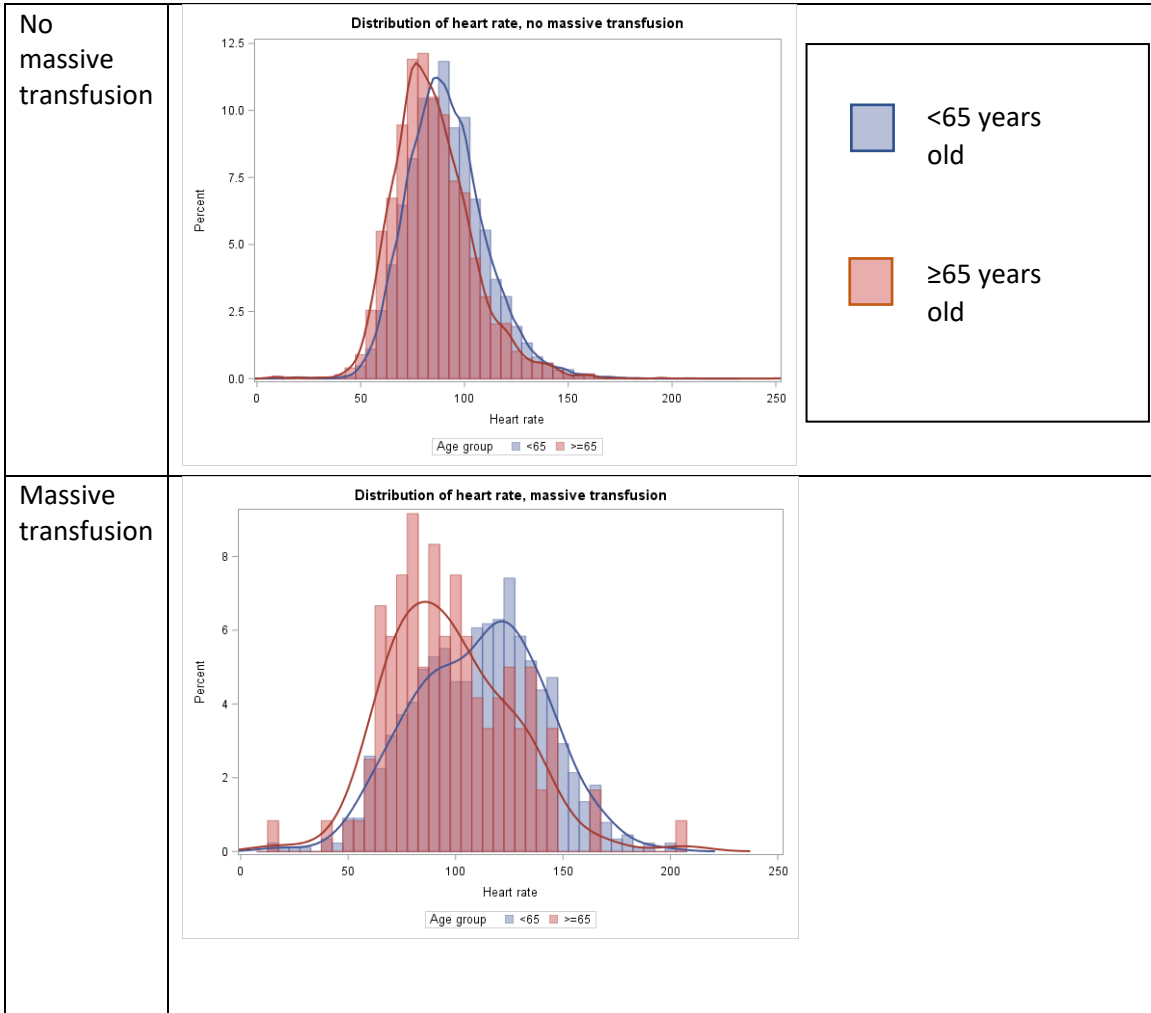 No
massive
transfusion
Distribution of heart rate, no massive transfusion
12.5
10.0
7.5
5.0
2.5
0.0
Percent
0 50 100 150 200 250
Heart rate
Age group <65 >=65
<65 years
old
≥65 years
old
Massive
transfusion
Distribution of heart rate, massive transfusion
8
6
4
2
0
Percent
0 50 100 150 200 250
Heart rate
Age group <65 >=65